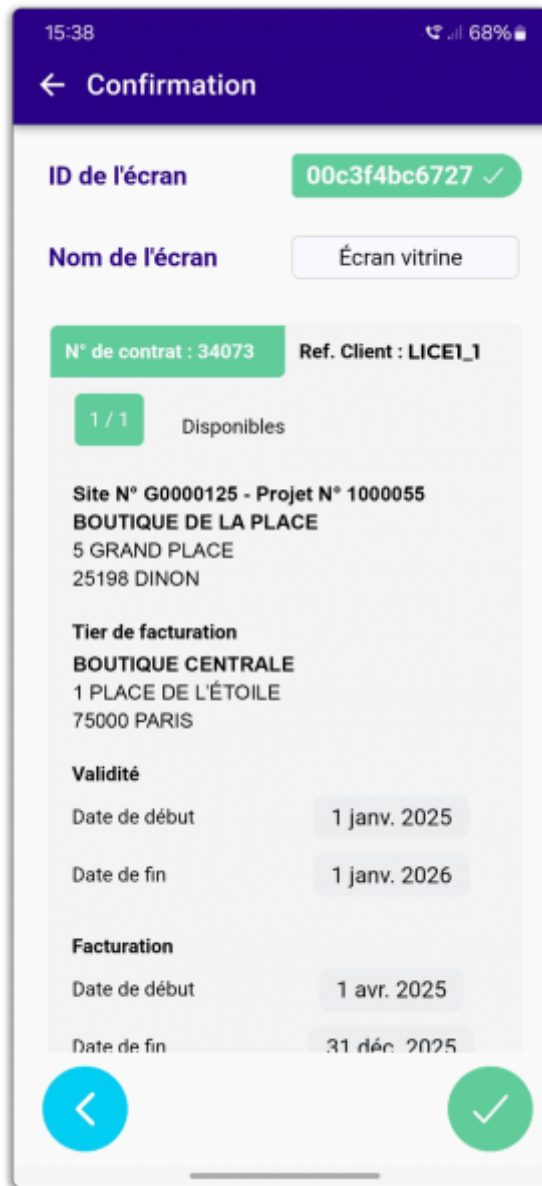 15:38 68%
Confirmation
ID de l'écran 00c3f4bc6727
Nom de l'écran Écran vitrine
N° de contrat : 34073 Ref. Client : LICE1_1
1 / 1 Disponibles
Site N° G0000125 - Projet N° 1000055
BOUTIQUE DE LA PLACE
5 GRAND PLACE
25198 DINON
Tier de facturation
BOUTIQUE CENTRALE
1 PLACE DE L'ÉTOILE
75000 PARIS
Validité
Date de début 1 janv. 2025
Date de fin 1 janv. 2026
Facturation
Date de début 1 avr. 2025
Date de fin 31 déc. 2025